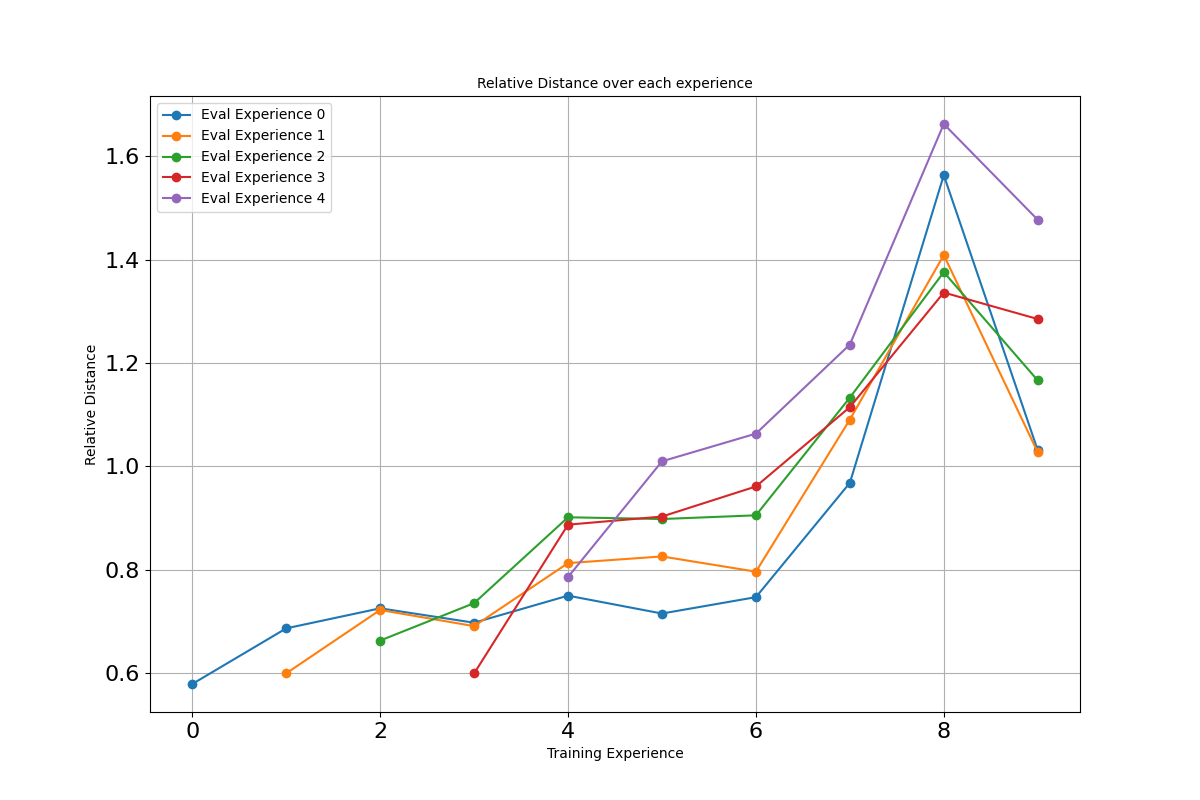 Relative Distance over each experience
Eval Experience 0
Eval Experience 1
Eval Experience 2
Eval Experience 3
Eval Experience 4
1.6
1.4
1.2
1.0
0.8
0.6
Relative Distance
0 2 4 6 8
Training Experience